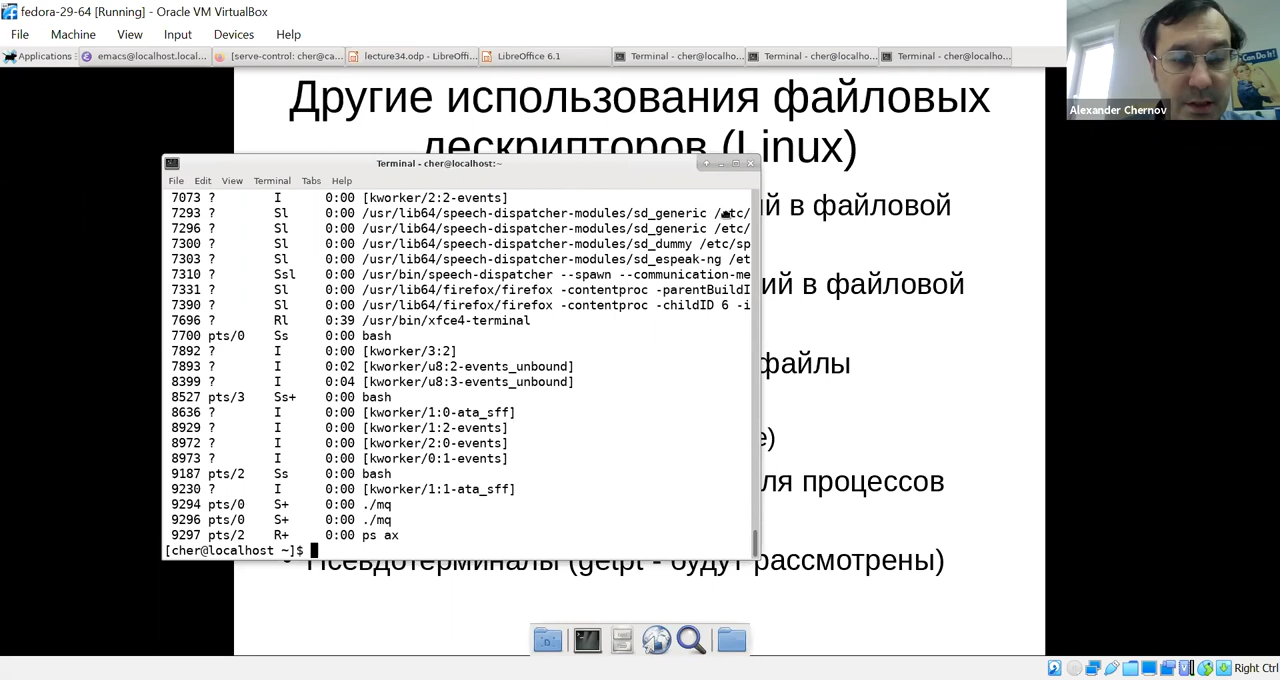 fedora-29-64 [Running] - Oracle VM VirtualBox
File Machine View Input Devices Help
Applications emacs@localhost.local... [serve-control: cher@ca... lecture34.odp - LibreOffi... LibreOffice 6.1 Terminal - cher@localho... Terminal - cher@localho... Terminal - cher@localho...
Can Do It!
Alexander Chernov
Другие использования файловых
дескрипторов (Linux)
Terminal - cher@localhost:~
File Edit View Terminal Tabs Help
7073 ? I 0:00 [kworker/2:2-events]
7293 ? Sl 0:00 /usr/lib64/speech-dispatcher-modules/sd_generic /etc/
7296 ? Sl 0:00 /usr/lib64/speech-dispatcher-modules/sd_generic /etc/
7300 ? Sl 0:00 /usr/lib64/speech-dispatcher-modules/sd_dummy /etc/sp
7303 ? Sl 0:00 /usr/lib64/speech-dispatcher-modules/sd_espeak-ng /et
7310 ? Ssl 0:00 /usr/bin/speech-dispatcher --spawn --communication-me
7331 ? Sl 0:00 /usr/lib64/firefox/firefox -contentproc -parentBuildI
7390 ? Sl 0:00 /usr/lib64/firefox/firefox -contentproc -childID 6 -i
7696 ? Rl 0:39 /usr/bin/xfce4-terminal
7700 pts/0 Ss 0:00 bash
7892 ? I 0:00 [kworker/3:2]
7893 ? I 0:02 [kworker/u8:2-events_unbound]
8399 ? I 0:04 [kworker/u8:3-events_unbound]
8527 pts/3 Ss+ 0:00 bash
8636 ? I 0:00 [kworker/1:0-ata_sff]
8929 ? I 0:00 [kworker/1:2-events]
8972 ? I 0:00 [kworker/2:0-events]
8973 ? I 0:00 [kworker/0:1-events]
9187 pts/2 Ss 0:00 bash
9230 ? I 0:00 [kworker/1:1-ata_sff]
9294 pts/0 S+ 0:00 ./mq
9296 pts/0 S+ 0:00 ./mq
9297 pts/2 R+ 0:00 ps ax
[cher@localhost ~]$
ий в файловой
ий в файловой
файлы
е)
ля процессов
Псевдотерминалы (getpt - будут рассмотрены)
Right Ctrl